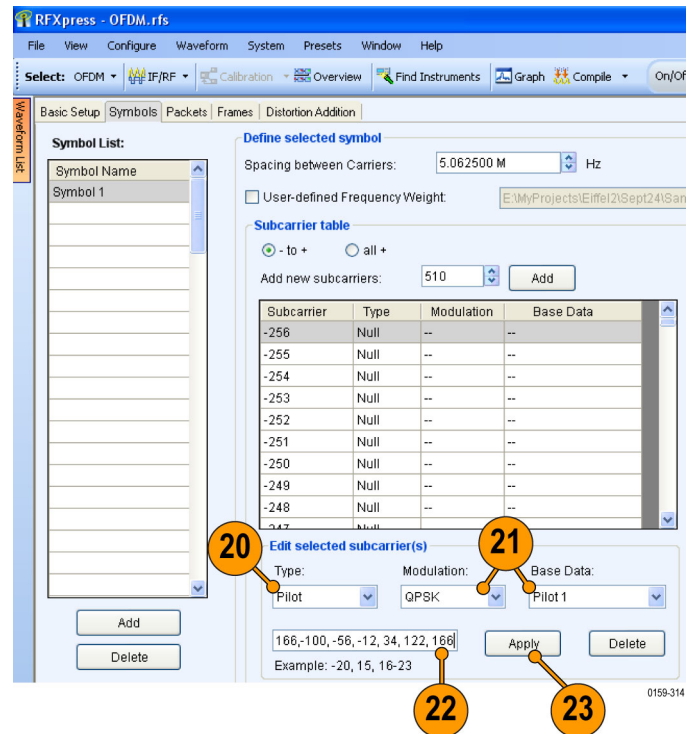 RFXpress - OFDM.rfs
File View Configure Waveform System Presets Window Help
Select: OFDM IF/RF Calibration Overview Find Instruments Graph Compile On/Of
Waveform List
Basic Setup Symbols Packets Frames Distortion Addition
Symbol List:
Symbol Name
Symbol 1
Add
Delete
Define selected symbol
Spacing between Carriers: 5.062500 M Hz
User-defined Frequency Weight: E:\MyProjects\Eiffel2\Sept24\San
Subcarrier table
- to + all +
Add new subcarriers: 510 Add
Subcarrier Type Modulation Base Data
-256 Null -- --
-255 Null -- --
-254 Null -- --
-253 Null -- --
-252 Null -- --
-251 Null -- --
-250 Null -- --
-249 Null -- --
-248 Null -- --
-247 Null
Edit selected subcarrier(s)
20 21
Type: Modulation: Base Data:
Pilot QPSK Pilot 1
166,-100, -56, -12, 34, 122, 166 Apply Delete
Example: -20, 15, 16-23
22 23
0159-314